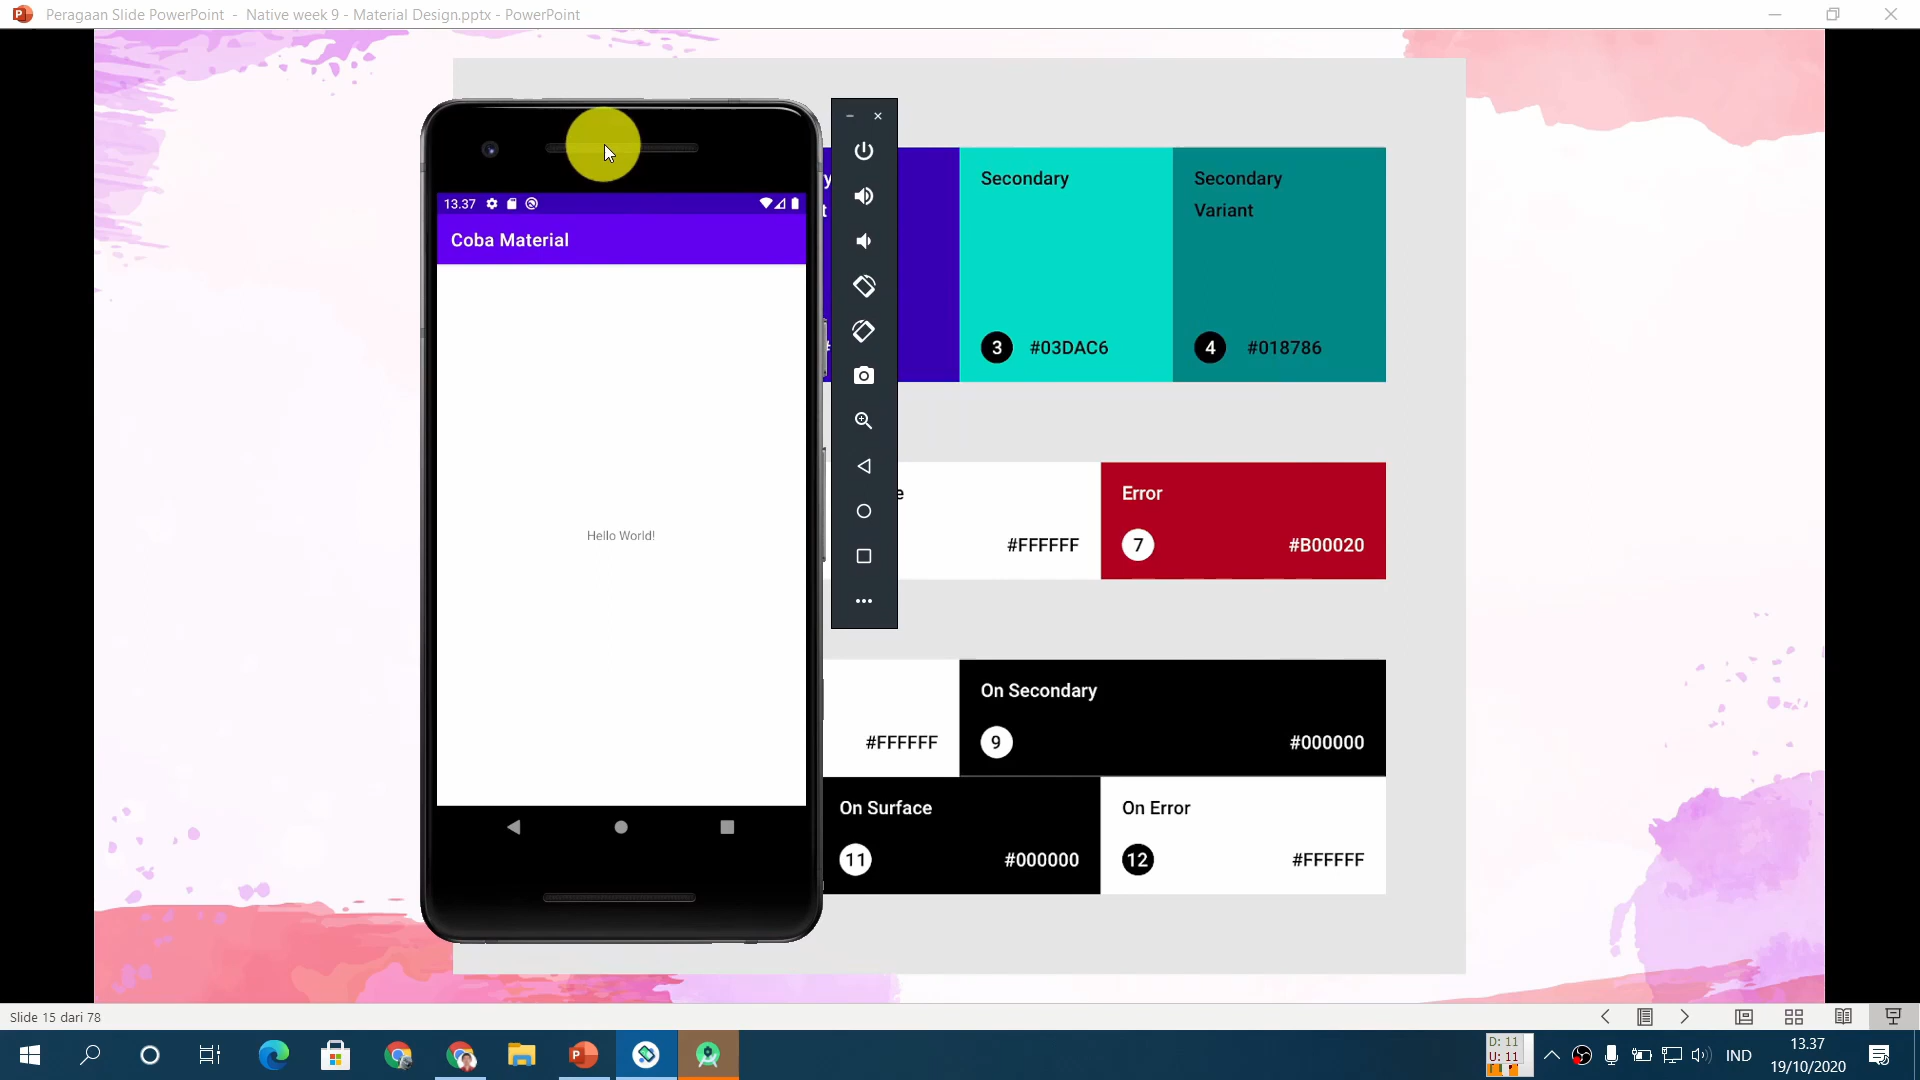 Peragaan Slide PowerPoint - Native week 9 - Material Design.pptx - PowerPoint
13.37
Coba Material
Hello World!
y
t
#
Secondary
3 #03DAC6
Secondary
Variant
4 #018786
e
#FFFFFF
Error
7 #B00020
#FFFFFF
On Secondary
9 #000000
On Surface
11 #000000
On Error
12 #FFFFFF
Slide 15 dari 78
D: 11
U: 11
IND
13.37
19/10/2020